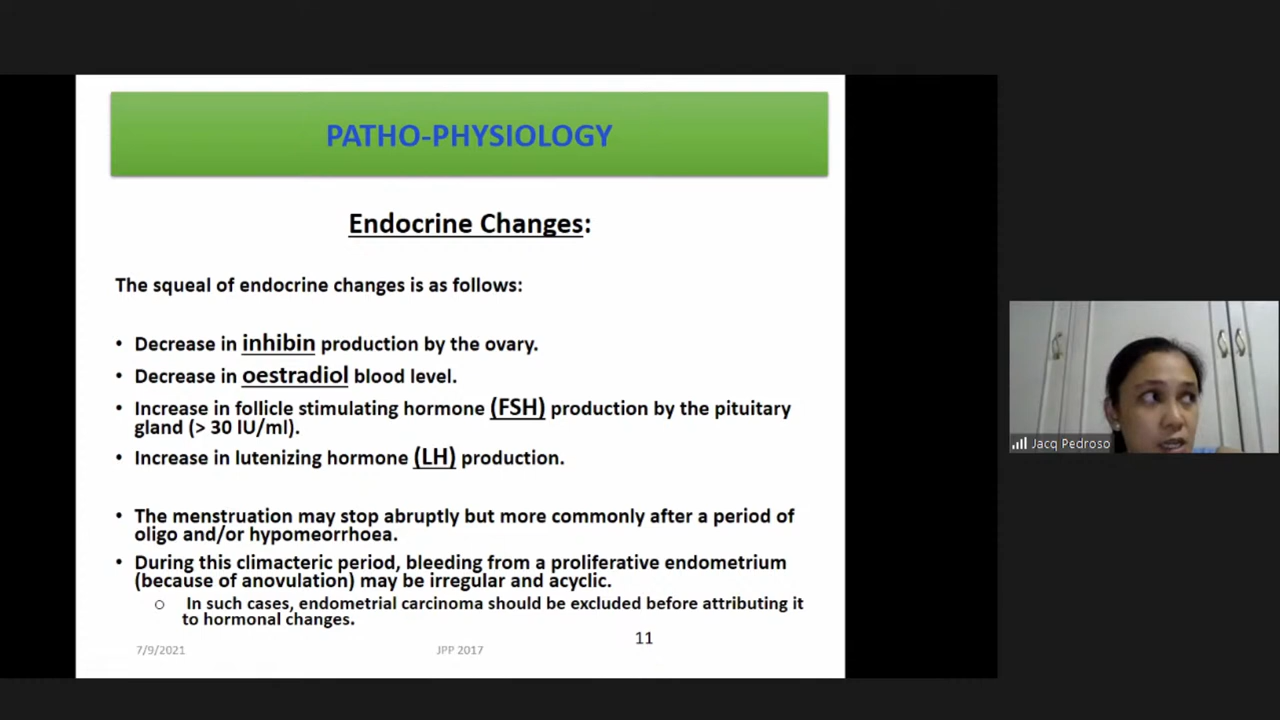 PATHO-PHYSIOLOGY
Endocrine Changes:
The squeal of endocrine changes is as follows:
• Decrease in inhibin production by the ovary.
• Decrease in oestradiol blood level.
• Increase in follicle stimulating hormone (FSH) production by the pituitary
gland (> 30 lU/ml).
• Increase in lutenizing hormone (LH) production.
• The menstruation may stop abruptly but more commonly after a period of
oligo and/or hypomeorrhoea.
• During this climacteric period, bleeding from a proliferative endometrium
(because of anovulation) may be irregular and acyclic.
o In such cases, endometrial carcinoma should be excluded before attributing it
to hormonal changes.
7/9/2021
JPP 2017
11
Jacq Pedroso